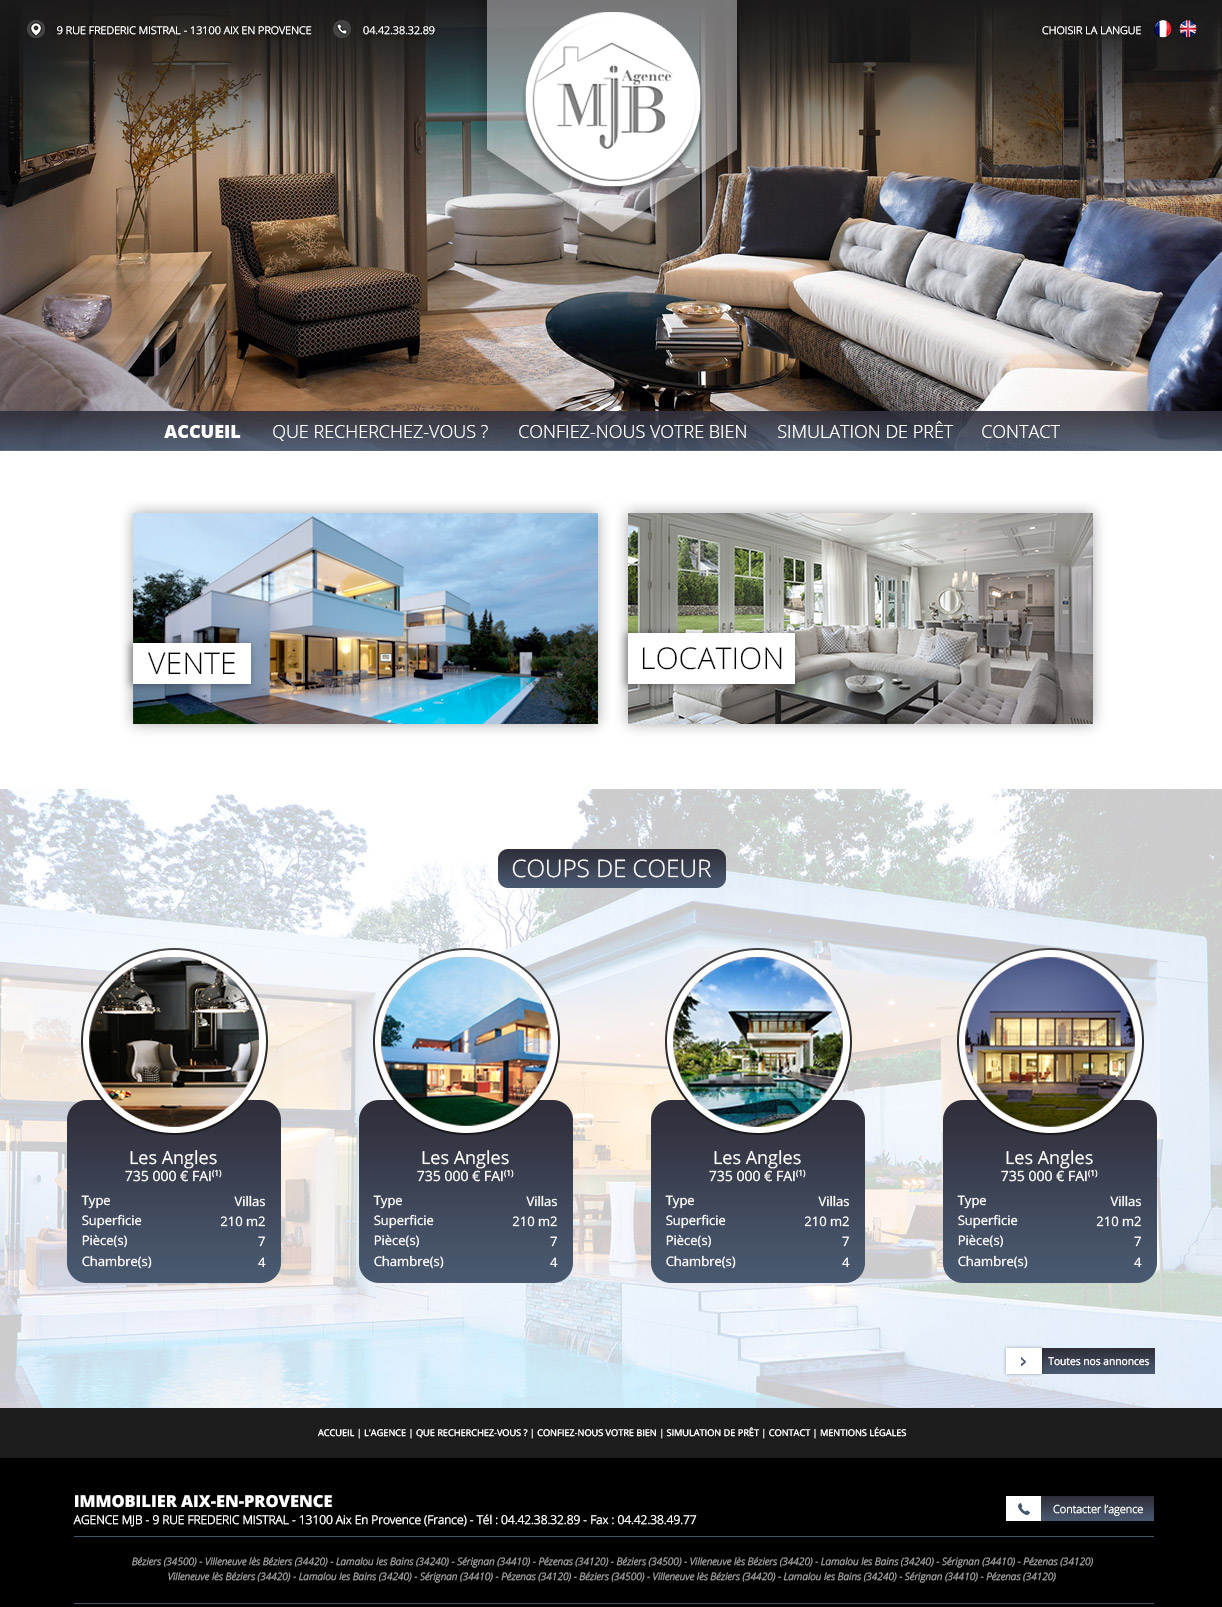 9 RUE FREDERIC MISTRAL - 13100 AIX EN PROVENCE 04.42.38.32.89 CHOISIR LA LANGUE
Agence
MJB
ACCUEIL QUE RECHERCHEZ-VOUS ? CONFIEZ-NOUS VOTRE BIEN SIMULATION DE PRÊT CONTACT
VENTE
LOCATION
COUPS DE COEUR
Les Angles Les Angles Les Angles Les Angles
735 000 € FAI(1) 735 000 € FAI(1) 735 000 € FAI(1) 735 000 € FAI(1)
Type Villas Type Villas Type Villas Type Villas
Superficie 210 m2 Superficie 210 m2 Superficie 210 m2 Superficie 210 m2
Pièce(s) 7 Pièce(s) 7 Pièce(s) 7 Pièce(s) 7
Chambre(s) 4 Chambre(s) 4 Chambre(s) 4 Chambre(s) 4
Toutes nos annonces
ACCUEIL | L'AGENCE | QUE RECHERCHEZ-VOUS ? | CONFIEZ-NOUS VOTRE BIEN | SIMULATION DE PRÊT | CONTACT | MENTIONS LÉGALES
IMMOBILIER AIX-EN-PROVENCE
AGENCE MJB - 9 RUE FREDERIC MISTRAL - 13100 Aix En Provence (France) - Tél : 04.42.38.32.89 - Fax : 04.42.38.49.77
Contacter l'agence
Béziers (34500) - Villeneuve lès Béziers (34420) - Lamalou les Bains (34240) - Sérignan (34410) - Pézenas (34120) - Béziers (34500) - Villeneuve lès Béziers (34420) - Lamalou les Bains (34240) - Sérignan (34410) - Pézenas (34120)
Villeneuve lès Béziers (34420) - Lamalou les Bains (34240) - Sérignan (34410) - Pézenas (34120) - Béziers (34500) - Villeneuve lès Béziers (34420) - Lamalou les Bains (34240) - Sérignan (34410) - Pézenas (34120)